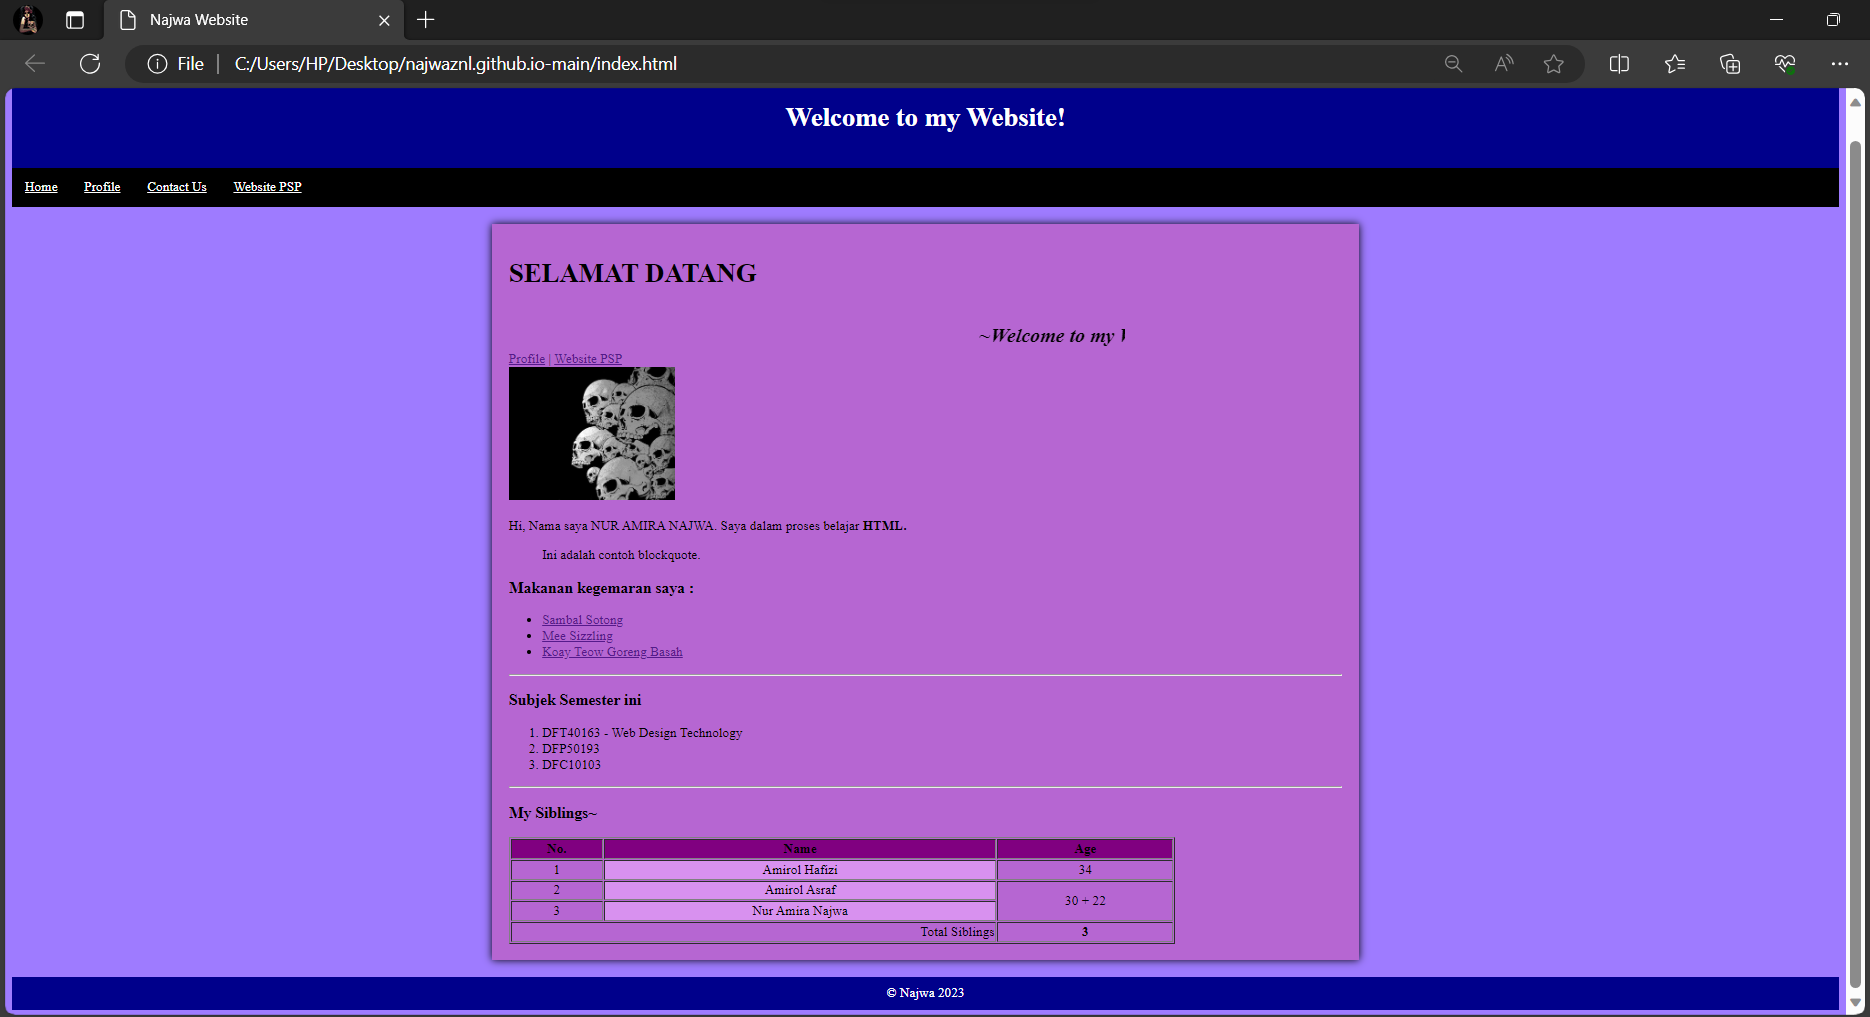 Najwa Website
File
C:/Users/HP/Desktop/najwaznl.github.io-main/index.html
Welcome to my Website!
Home Profile Contact Us Website PSP
SELAMAT DATANG
~Welcome to my
Profile | Website PSP
Hi, Nama saya NUR AMIRA NAJWA. Saya dalam proses belajar HTML.
Ini adalah contoh blockquote.
Makanan kegemaran saya :
• Sambal Sotong
• Mee Sizzling
• Koay Teow Goreng Basah
Subjek Semester ini
1. DFT40163 - Web Design Technology
2. DFP50193
3. DFC10103
My Siblings~
No. Name Age
1 Amirol Hafizi 34
2 Amirol Asraf
30 + 22
3 Nur Amira Najwa
Total Siblings 3
© Najwa 2023